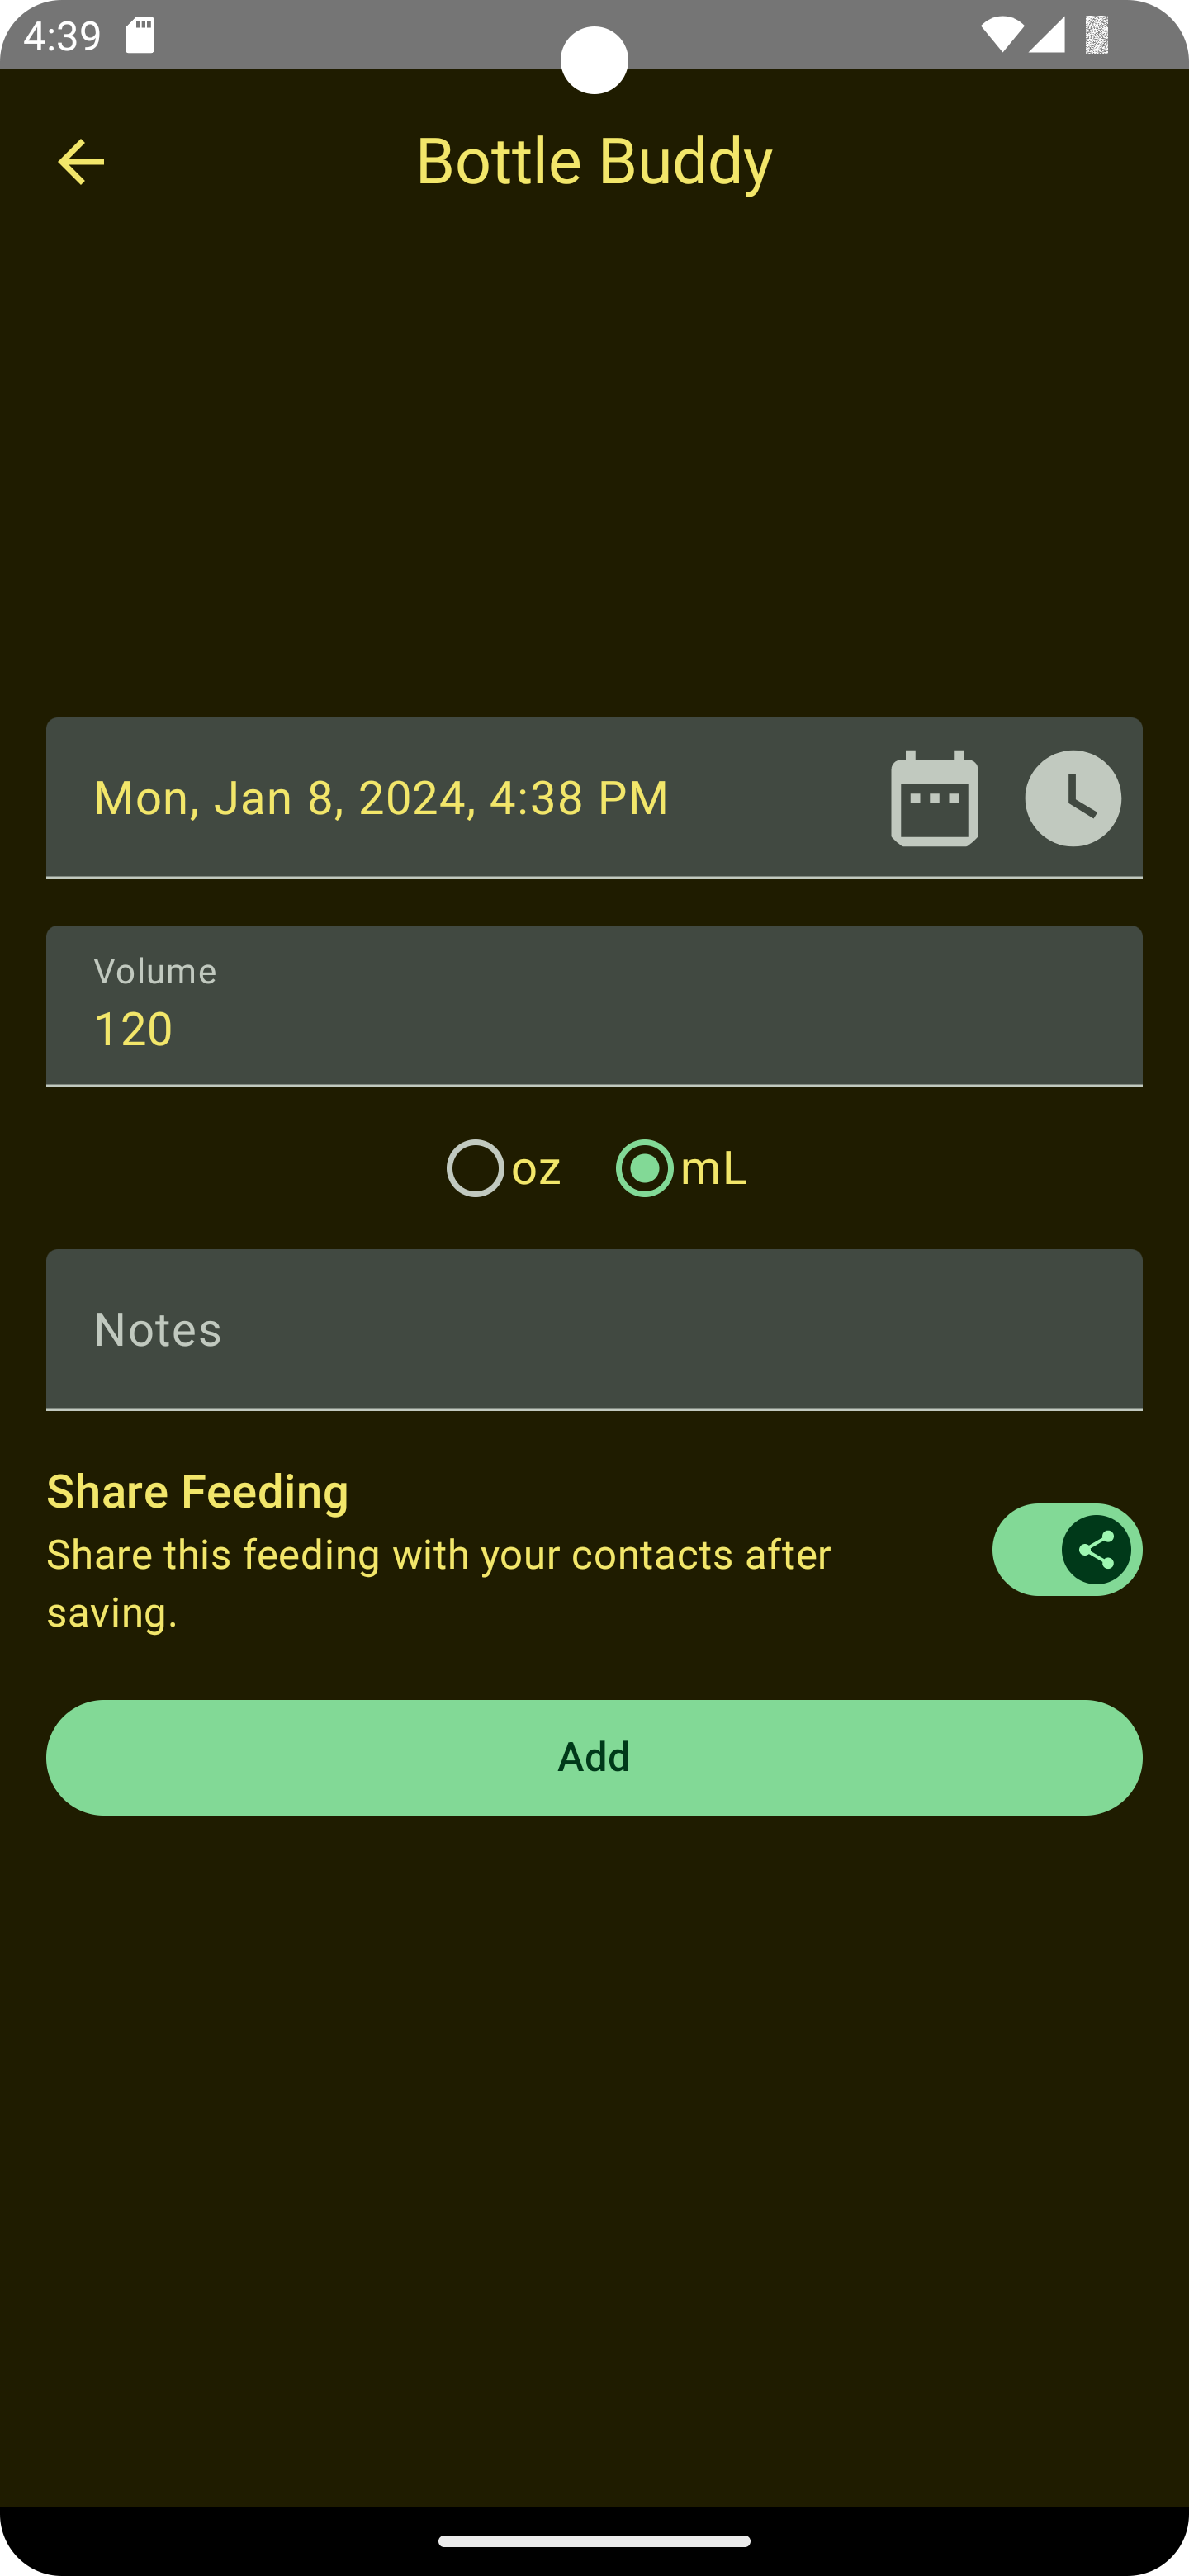 4:39
Bottle Buddy
Mon, Jan 8, 2024, 4:38 PM
Volume
120
oz
mL
Notes
Share Feeding
Share this feeding with your contacts after
saving.
Add